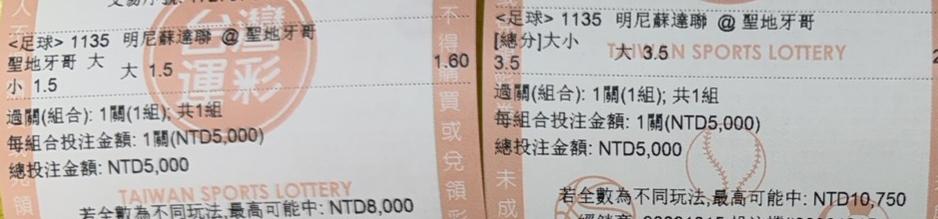 <足球> 1135 明尼蘇達聯 @ 聖地牙哥
聖地牙哥 大小 1.5
大 1.5
1.60
過關(組合): 1關(1組); 共1組
每組合投注金額: 1關(NTD5,000)
總投注金額: NTD5,000
TAIWAN SPORTS LOTTERY
若全數為不同玩法,最高可能中: NTD8,000
台灣運彩
不得購買或兌領彩
<足球> 1135 明尼蘇達聯 @ 聖地牙哥
[總分]大小 3.5
大 3.5
TAIWAN SPORTS LOTTERY
過關(組合): 1關(1組); 共1組
每組合投注金額: 1關(NTD5,000)
總投注金額: NTD5,000
未成
若全數為不同玩法,最高可能中: NTD10,750